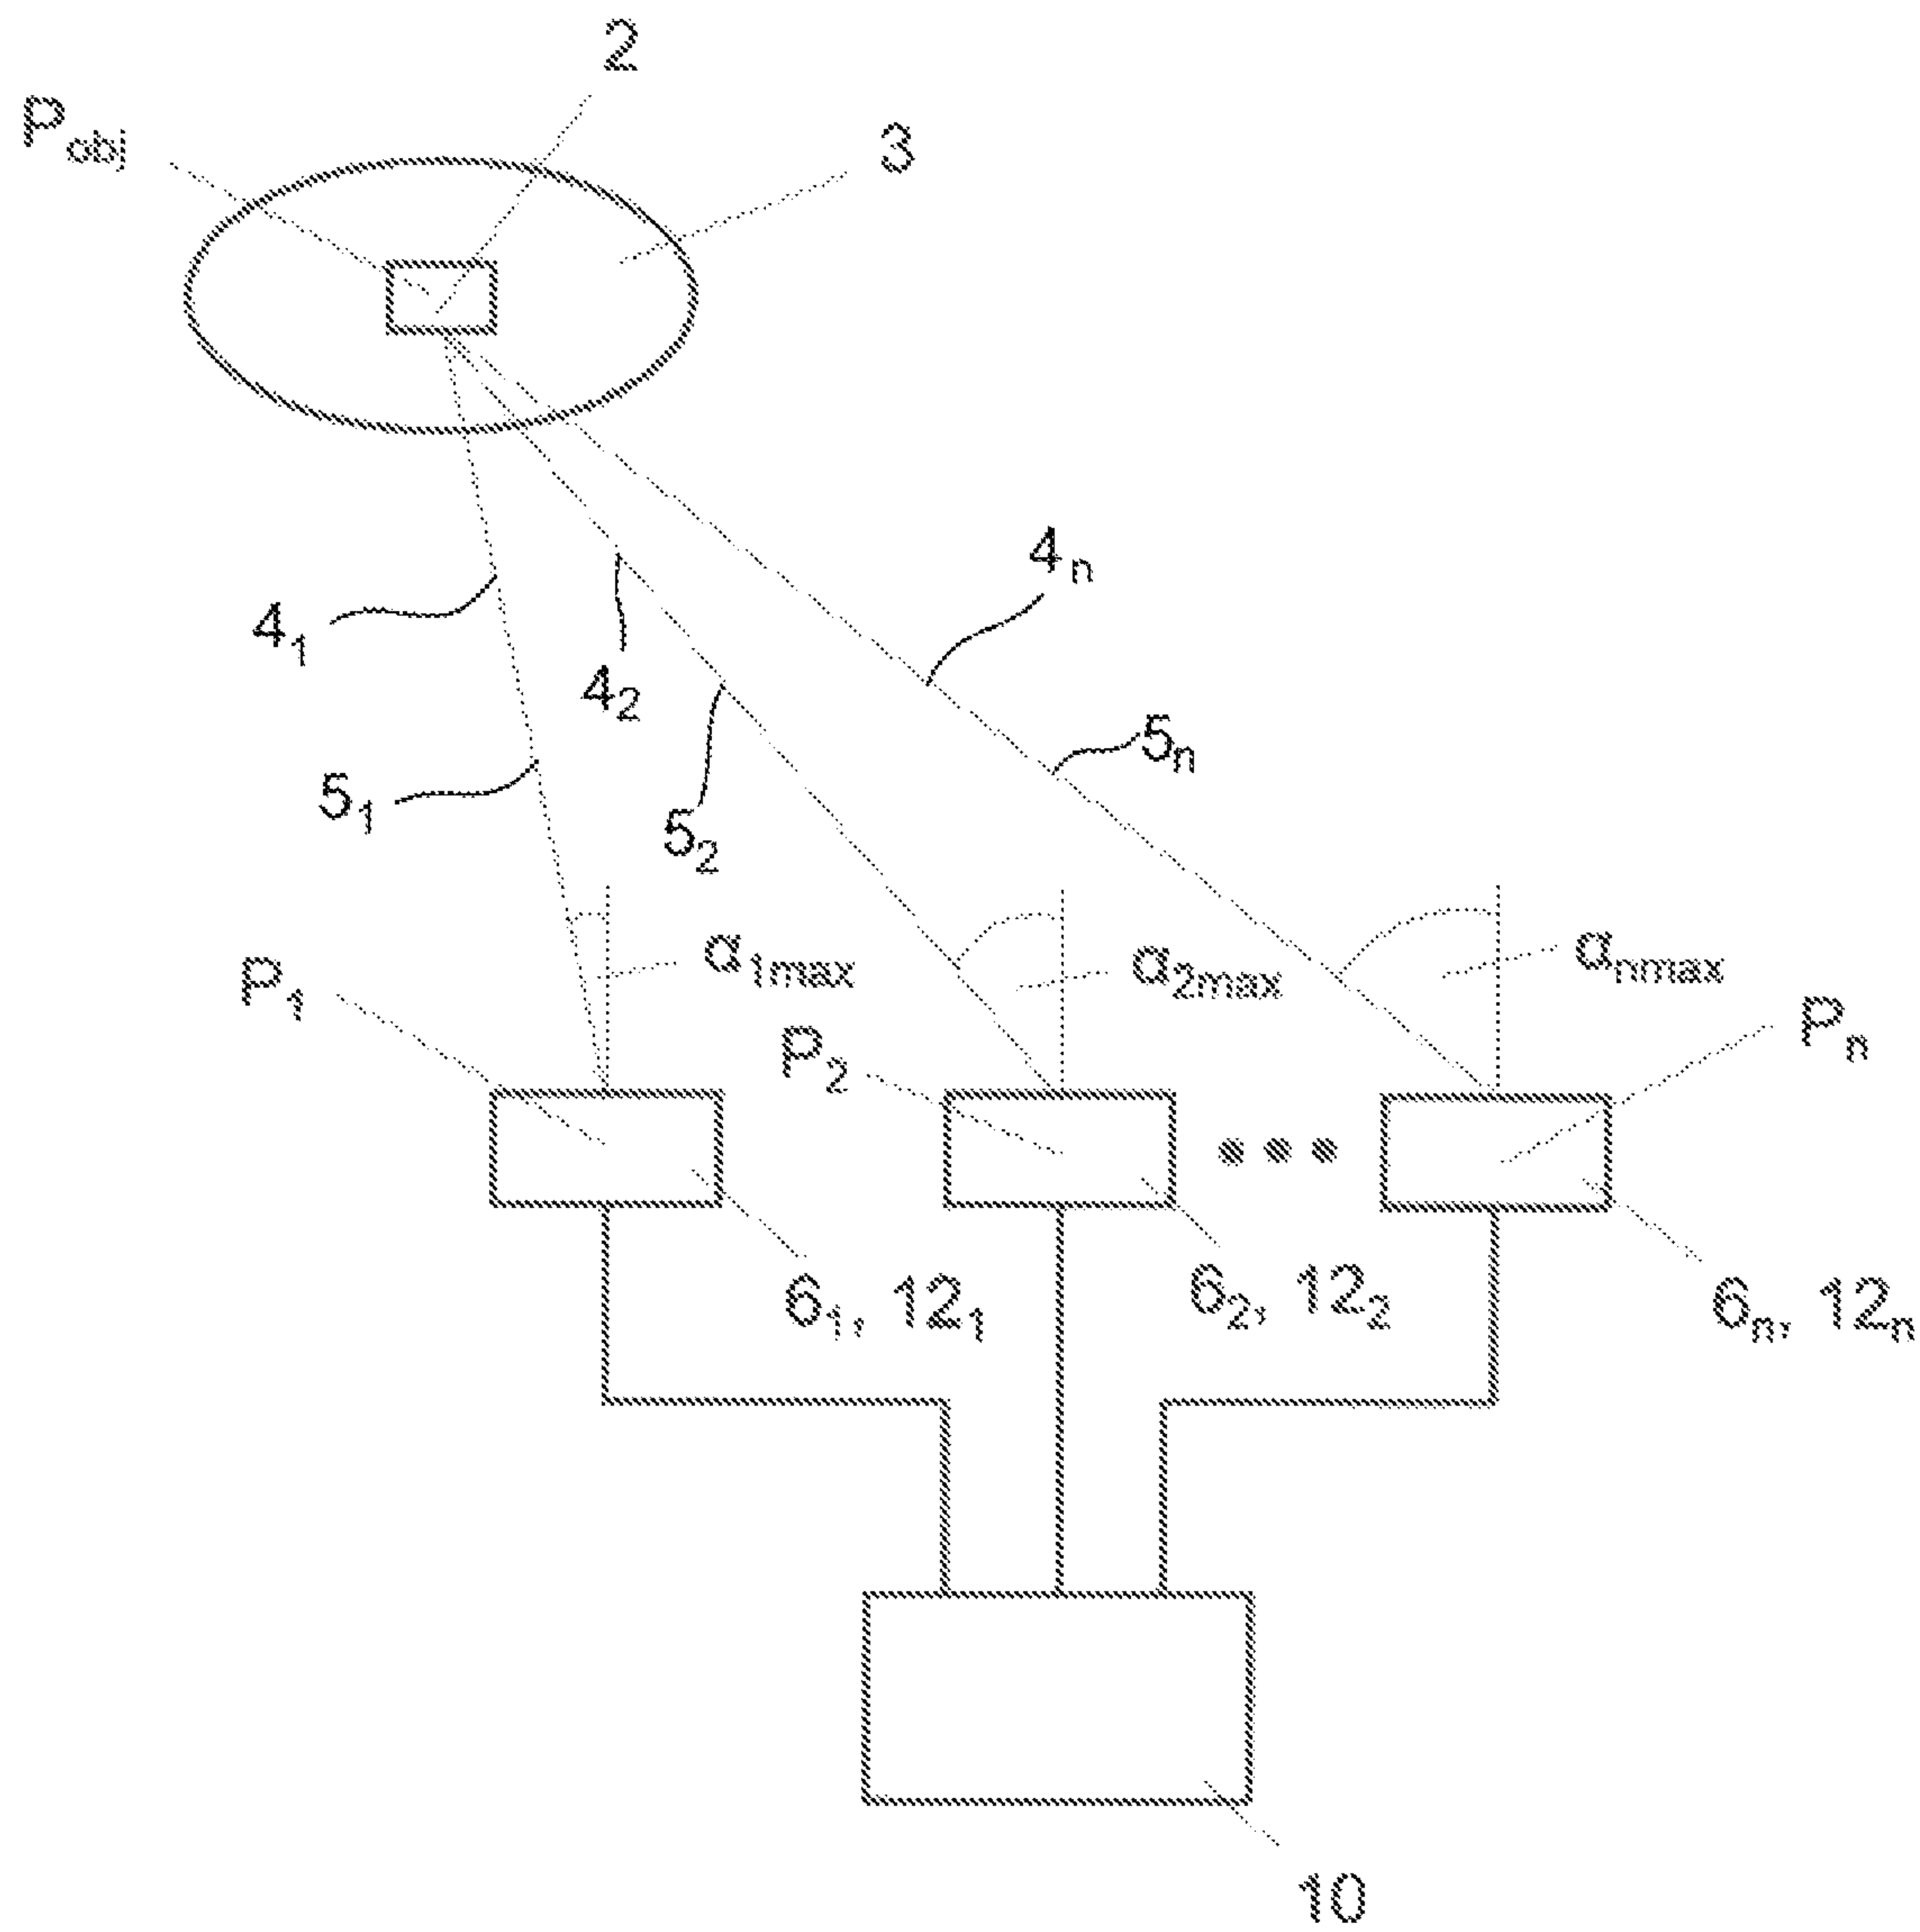 2
P_obj
3
4_n
4_1
4_2
5_n
5_1
5_2
α_1max
α_2max
α_nmax
P_1
P_2
P_n
6_1, 12_1
6_2, 12_2
6_n, 12_n
10